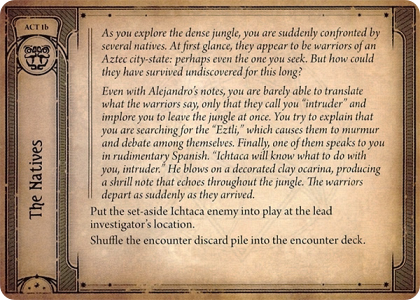 ACT 1b
The Natives
As you explore the dense jungle, you are suddenly confronted by
several natives. At first glance, they appear to be warriors of an
Aztec city-state: perhaps even the one you seek. But how could
they have survived undiscovered for this long?
Even with Alejandro's notes, you are barely able to translate
what the warriors say, only that they call you "intruder" and
implore you to leave the jungle at once. You try to explain that
you are searching for the "Eztli," which causes them to murmur
and debate among themselves. Finally, one of them speaks to you
in rudimentary Spanish. "Ichtaca will know what to do with
you, intruder." He blows on a decorated clay ocarina, producing
a shrill note that echoes throughout the jungle. The warriors
depart as suddenly as they arrived.
Put the set-aside Ichtaca enemy into play at the lead
investigator's location.
Shuffle the encounter discard pile into the encounter deck.